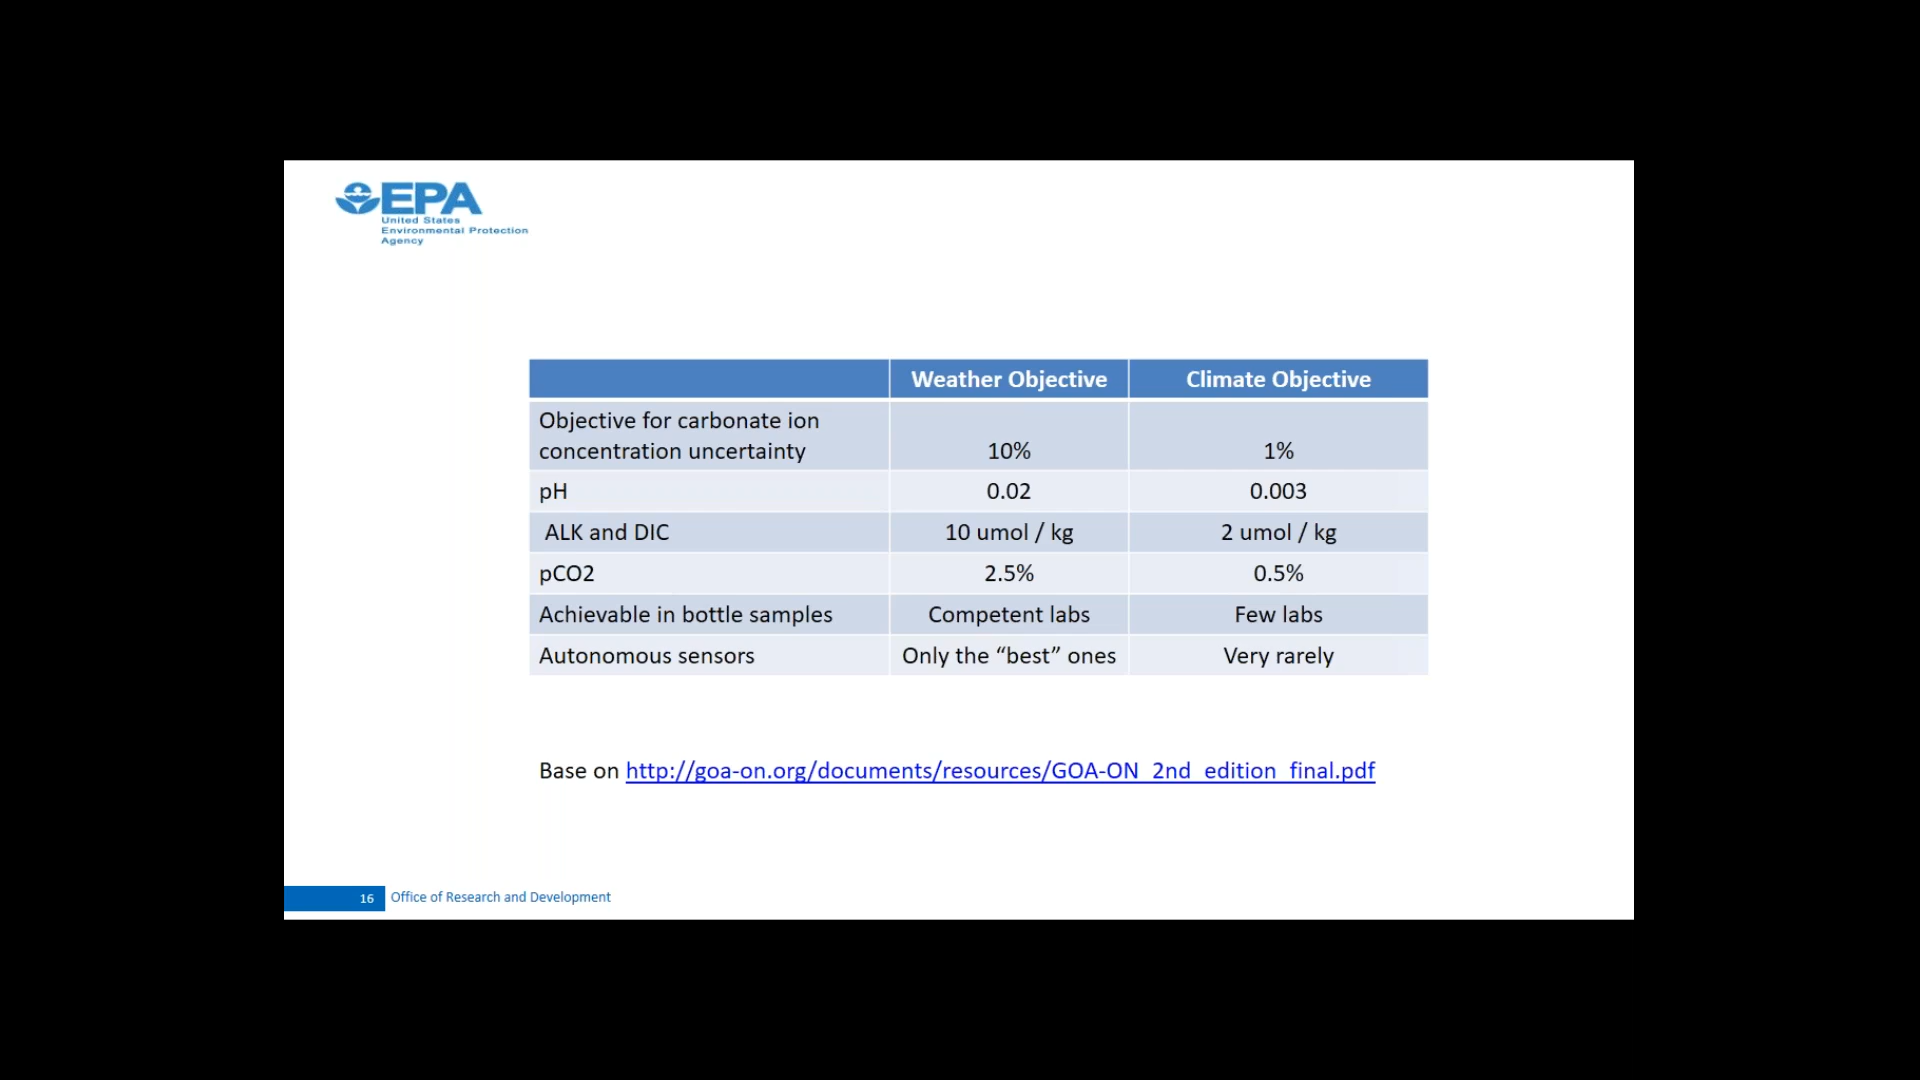 EPA
United States
Environmental Protection
Agency
Weather Objective Climate Objective
Objective for carbonate ion
concentration uncertainty 10% 1%
pH 0.02 0.003
ALK and DIC 10 umol / kg 2 umol / kg
pCO2 2.5% 0.5%
Achievable in bottle samples Competent labs Few labs
Autonomous sensors Only the “best” ones Very rarely
Base on http://goa-on.org/documents/resources/GOA-ON_2nd_edition_final.pdf
16 Office of Research and Development